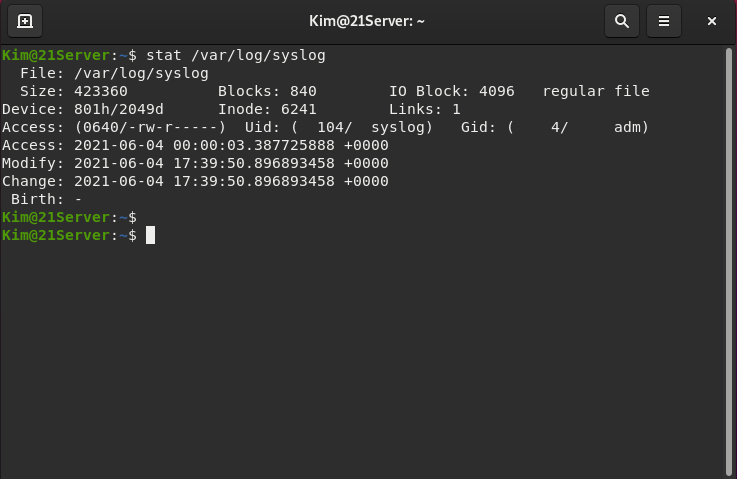 Kim@21Server: ~
Kim@21Server:~$ stat /var/log/syslog
  File: /var/log/syslog
  Size: 423360          Blocks: 840        IO Block: 4096   regular file
Device: 801h/2049d      Inode: 6241        Links: 1
Access: (0640/-rw-r-----)  Uid: (  104/  syslog)   Gid: (    4/     adm)
Access: 2021-06-04 00:00:03.387725888 +0000
Modify: 2021-06-04 17:39:50.896893458 +0000
Change: 2021-06-04 17:39:50.896893458 +0000
 Birth: -
Kim@21Server:~$
Kim@21Server:~$